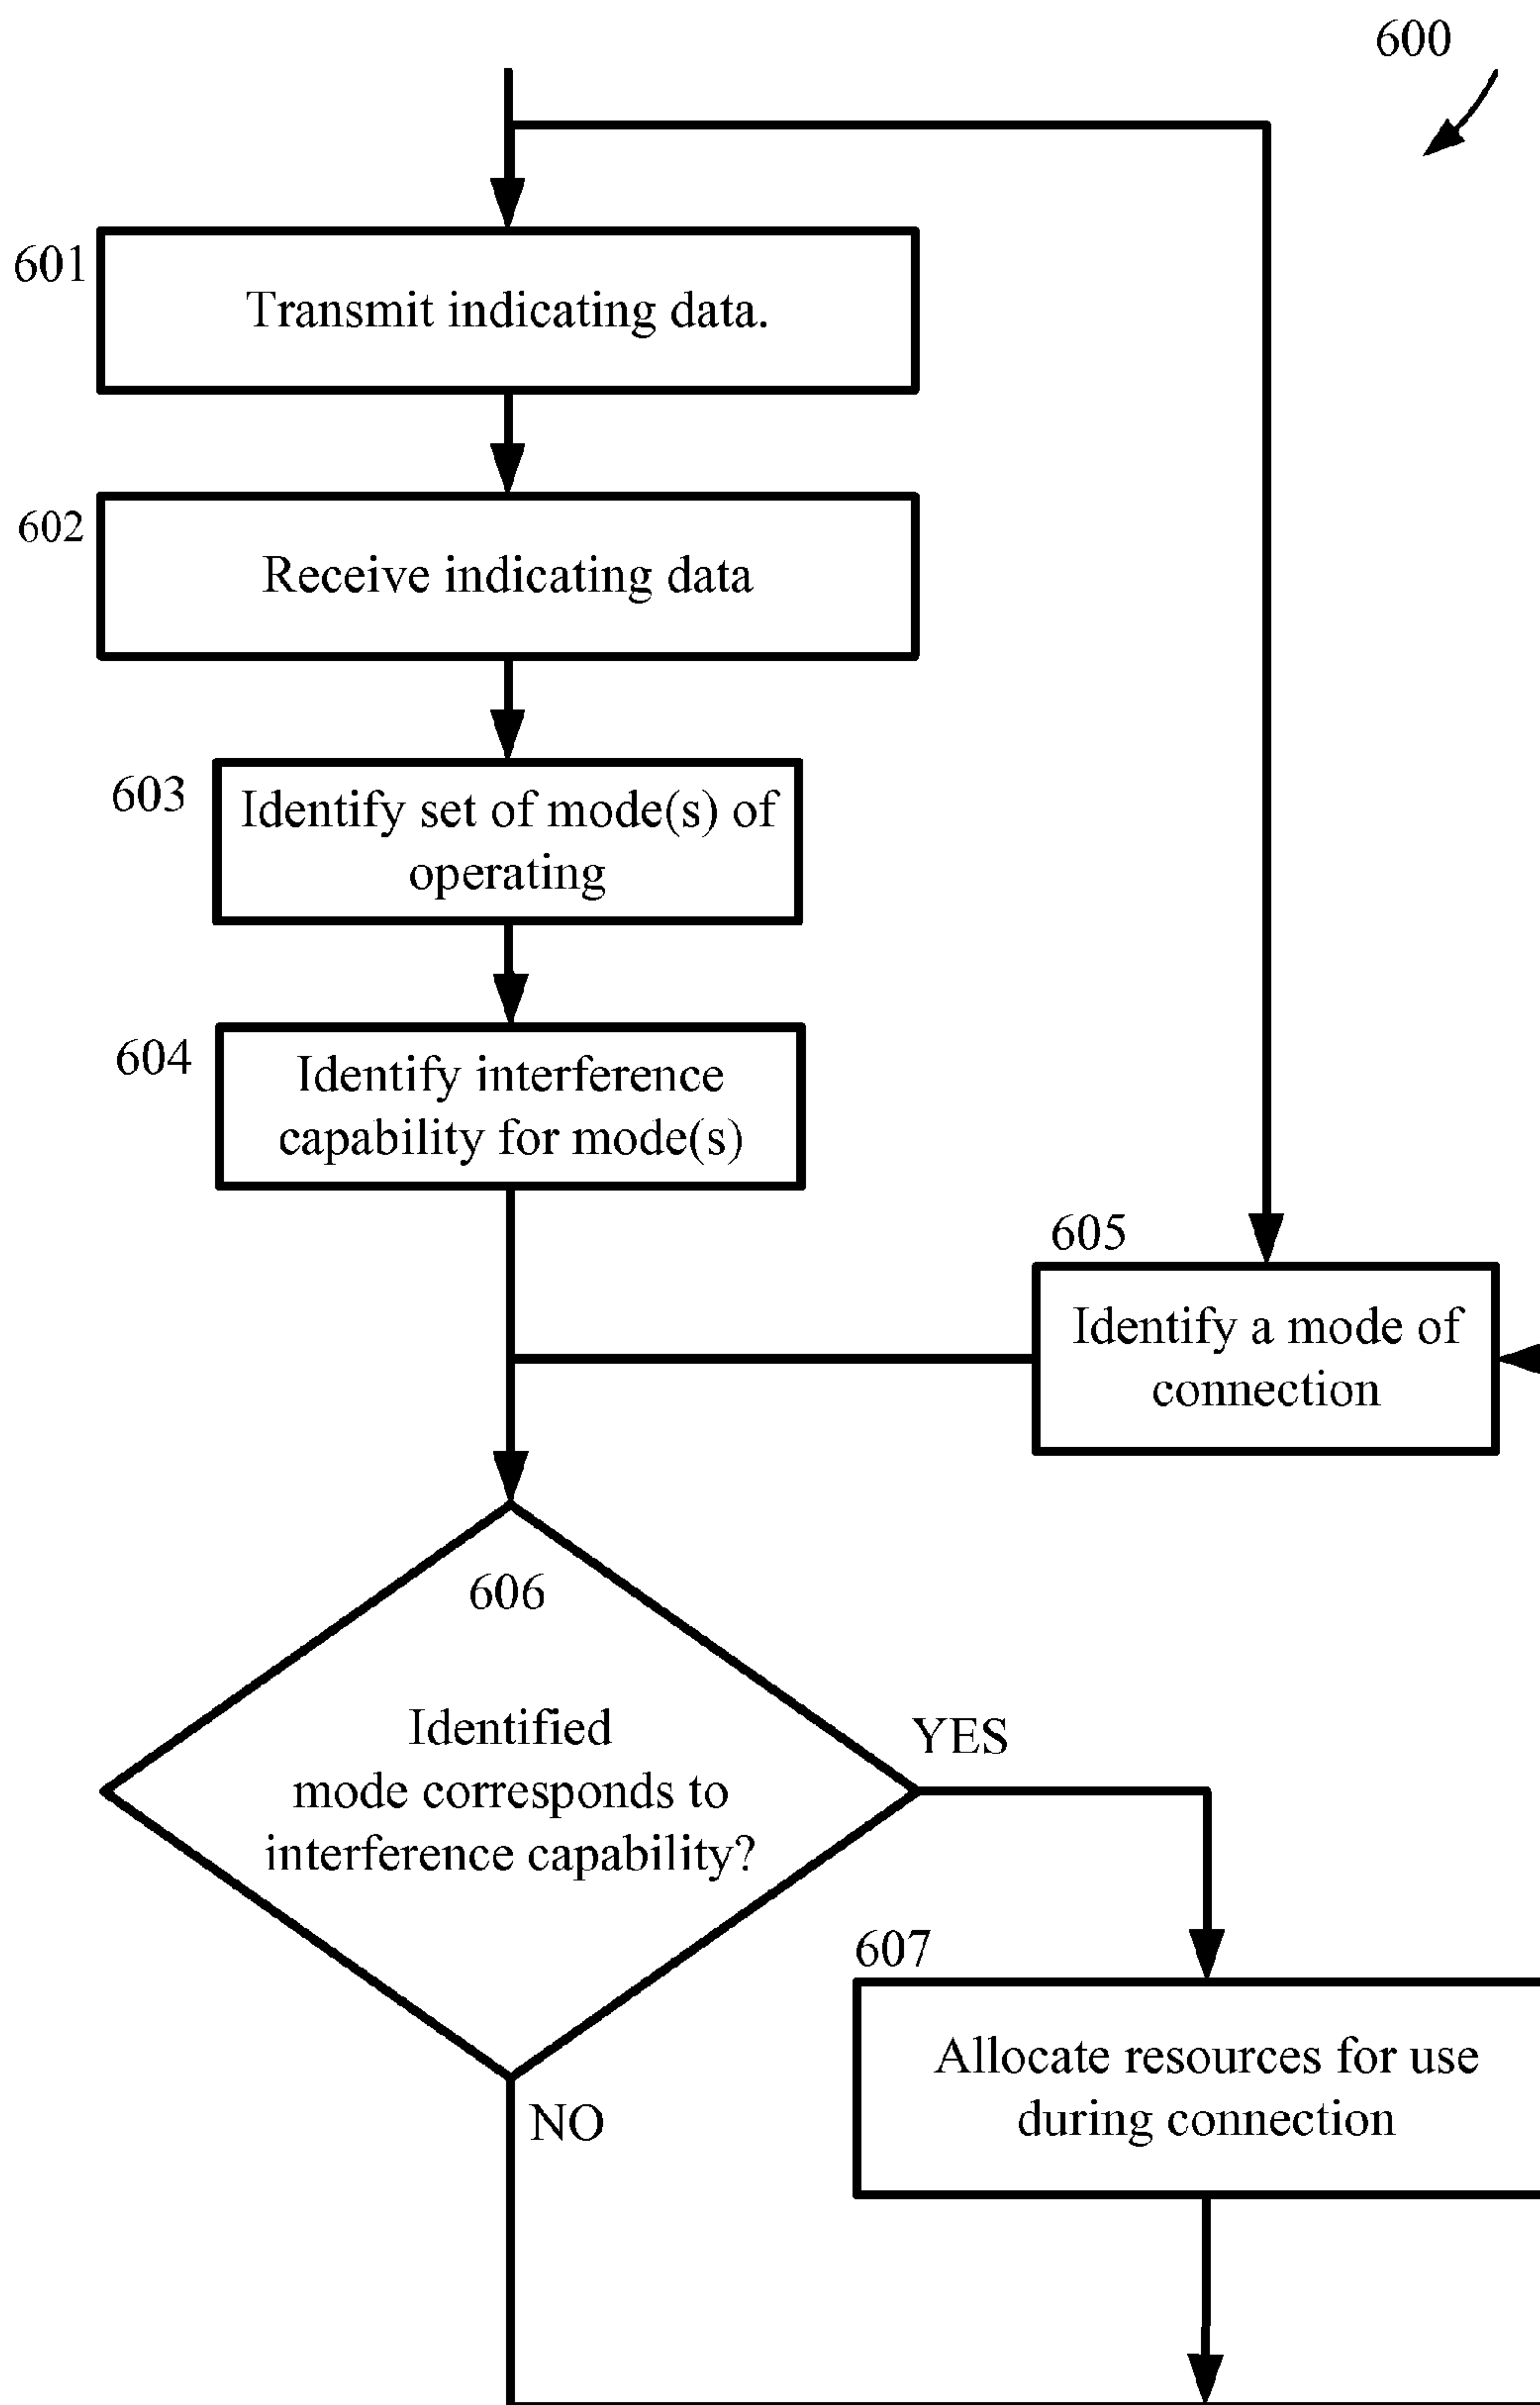 600
601
Transmit indicating data.
602
Receive indicating data
603
Identify set of mode(s) of
operating
604
Identify interference
capability for mode(s)
605
Identify a mode of
connection
606
Identified
mode corresponds to
interference capability?
YES
607
Allocate resources for use
during connection
NO